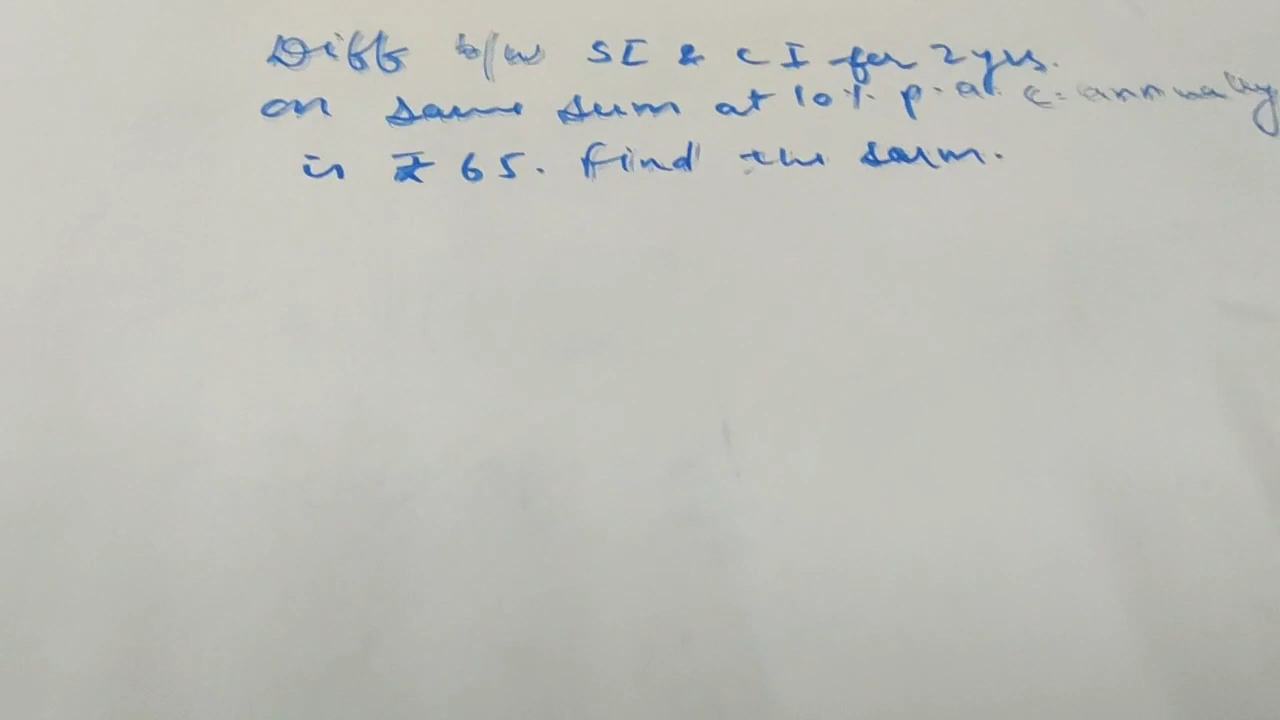 Diff b/w SI & CI for 2 yrs.
on same sum at 10% p.a. c. annually
is ₹ 65. find the sum.